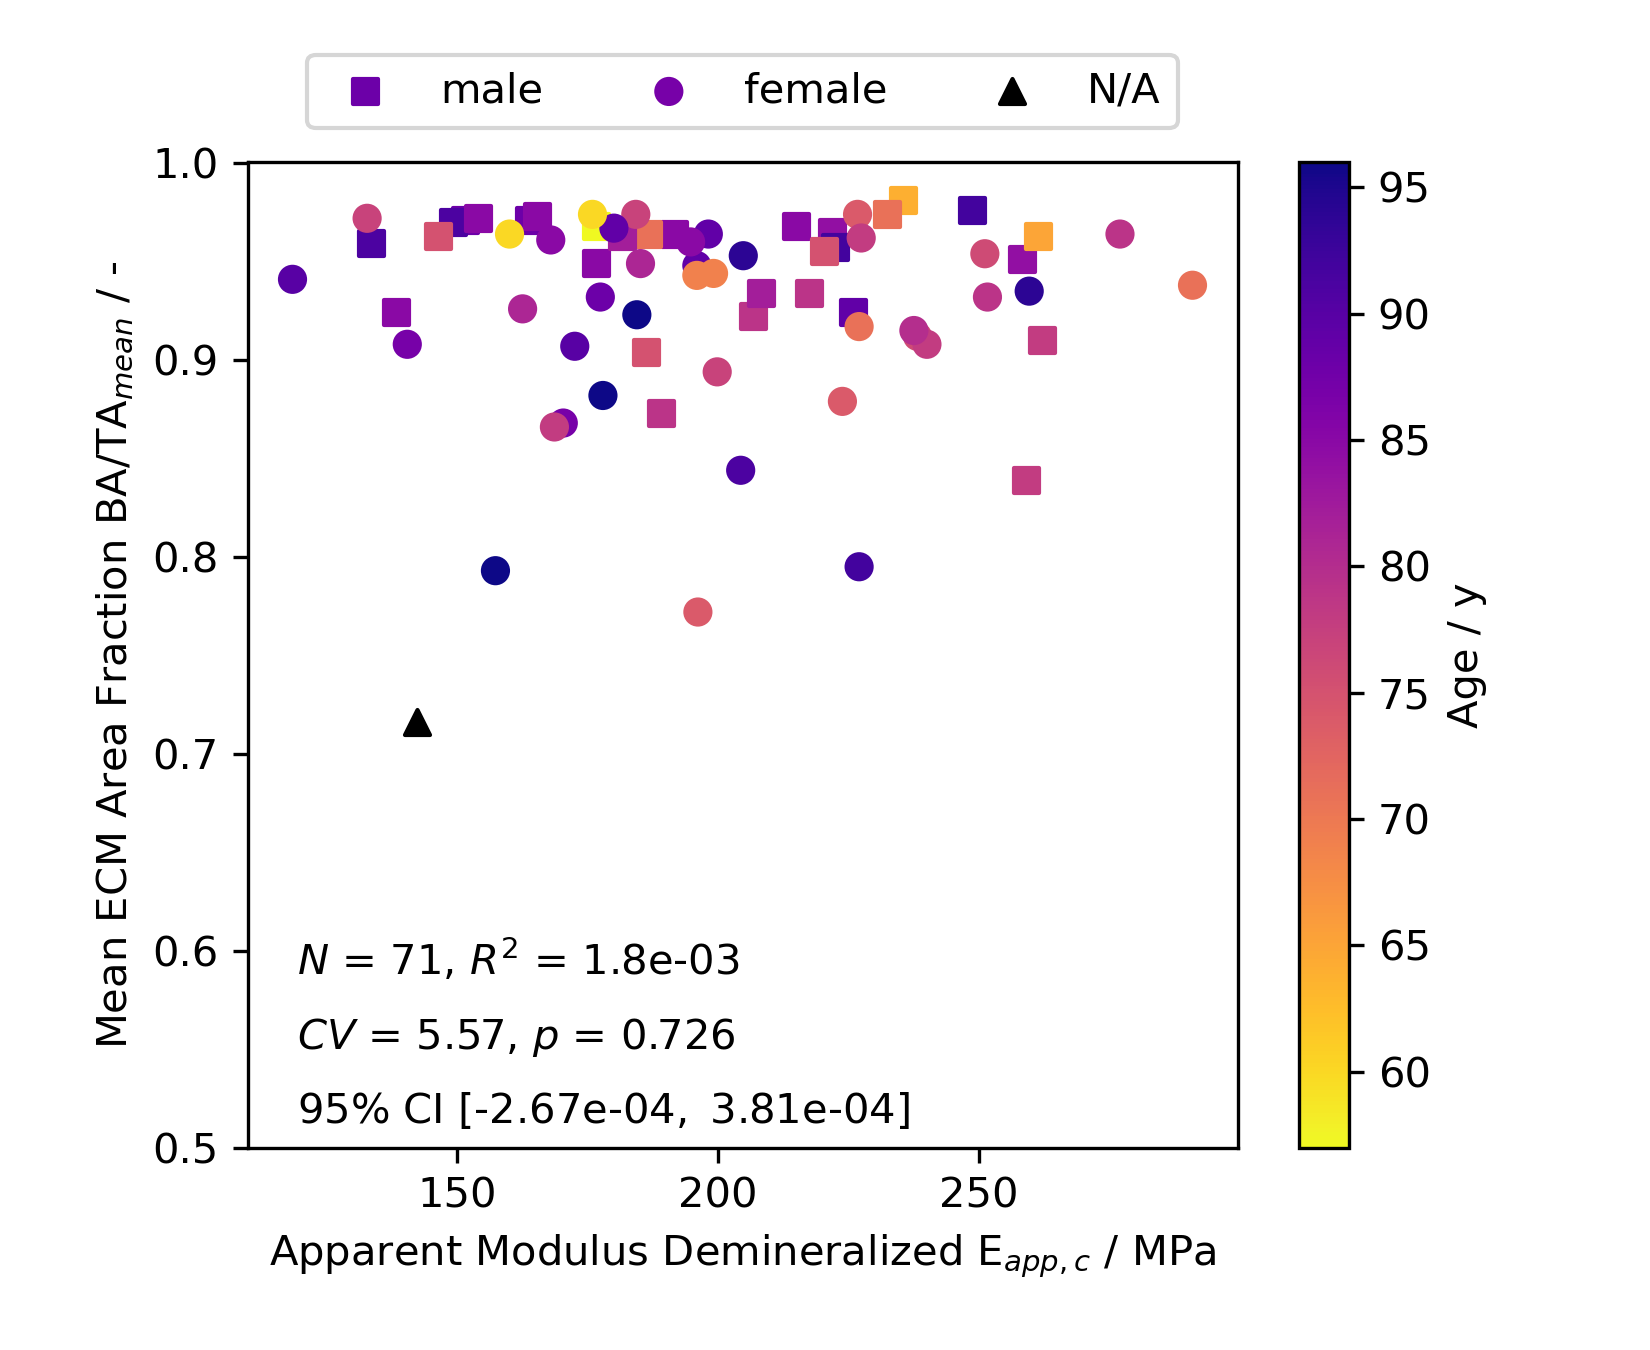 male female N/A
1.0
0.9
0.8
0.7
0.6
0.5
Mean ECM Area Fraction BA/TA_mean / -
N = 71, R² = 1.8e-03
CV = 5.57, p = 0.726
95% CI [-2.67e-04, 3.81e-04]
150 200 250
Apparent Modulus Demineralized E_app,c / MPa
95
90
85
80
75
70
65
60
Age / y